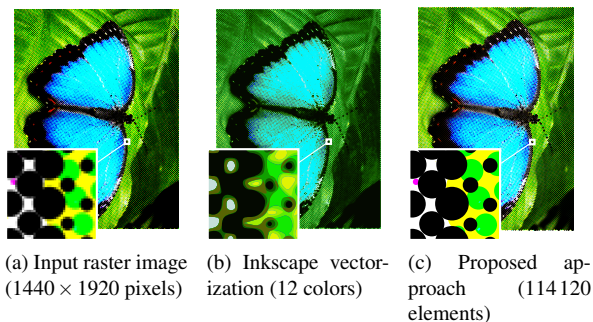 (a) Input raster image
(1440 × 1920 pixels)
(b) Inkscape vector-
ization (12 colors)
(c) Proposed ap-
proach (114 120
elements)